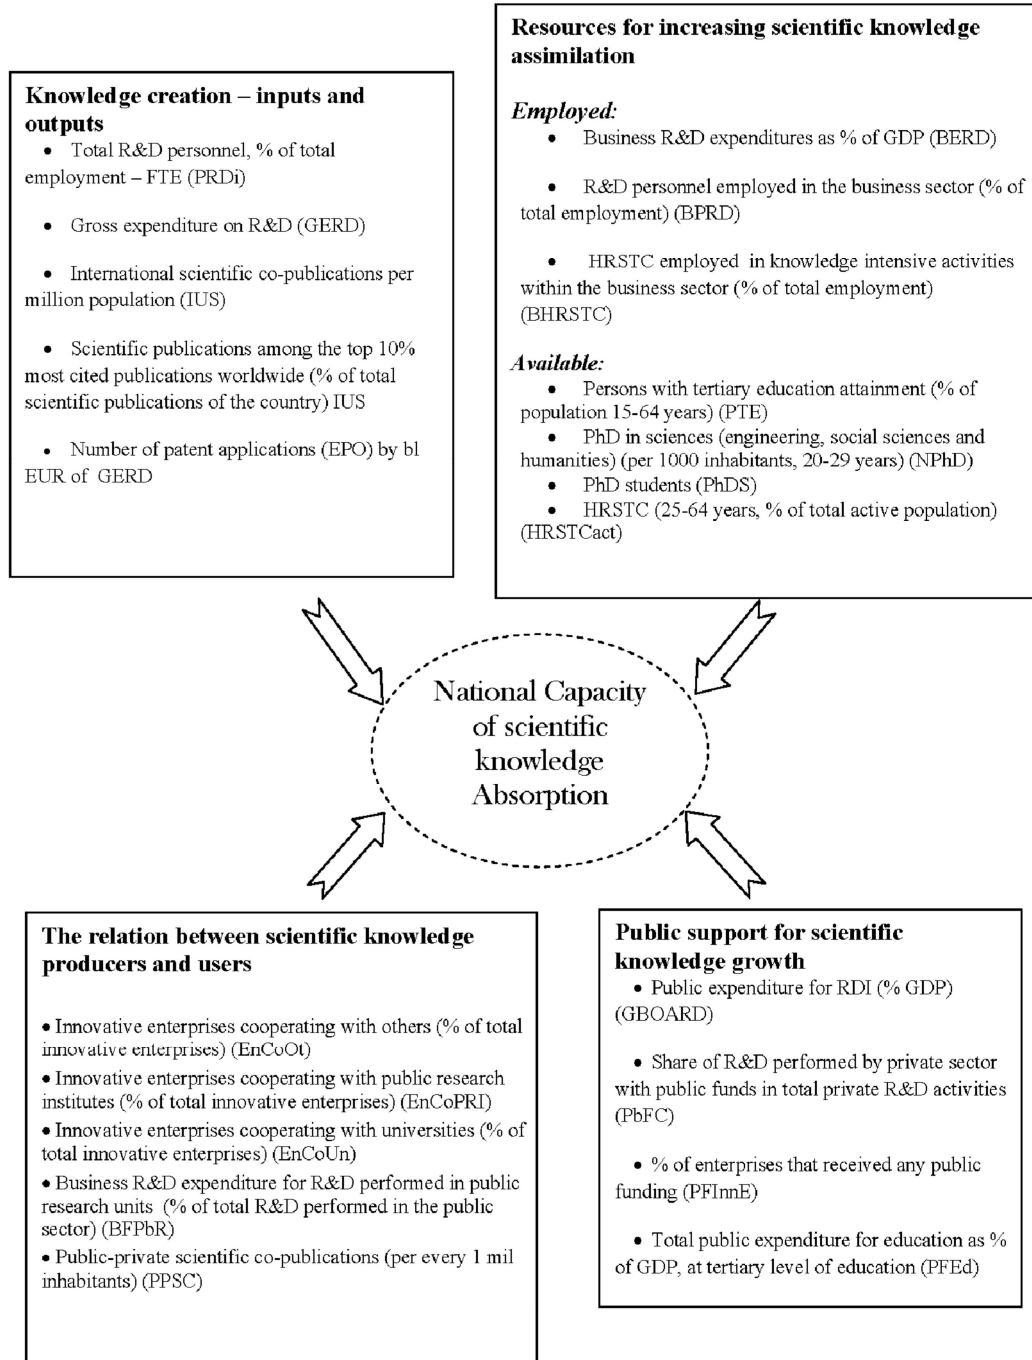 Knowledge creation – inputs and
outputs
• Total R&D personnel, % of total
employment – FTE (PRDi)
• Gross expenditure on R&D (GERD)
• International scientific co-publications per
million population (IUS)
• Scientific publications among the top 10%
most cited publications worldwide (% of total
scientific publications of the country) IUS
• Number of patent applications (EPO) by bl
EUR of GERD
Resources for increasing scientific knowledge
assimilation
Employed:
• Business R&D expenditures as % of GDP (BERD)
• R&D personnel employed in the business sector (% of
total employment) (BPRD)
• HRSTC employed in knowledge intensive activities
within the business sector (% of total employment)
(BHRSTC)
Available:
• Persons with tertiary education attainment (% of
population 15-64 years) (PTE)
• PhD in sciences (engineering, social sciences and
humanities) (per 1000 inhabitants, 20-29 years) (NPhD)
• PhD students (PhDS)
• HRSTC (25-64 years, % of total active population)
(HRSTCact)
National Capacity
of scientific
knowledge
Absorption
The relation between scientific knowledge
producers and users
• Innovative enterprises cooperating with others (% of total
innovative enterprises) (EnCoOt)
• Innovative enterprises cooperating with public research
institutes (% of total innovative enterprises) (EnCoPRI)
• Innovative enterprises cooperating with universities (% of
total innovative enterprises) (EnCoUn)
• Business R&D expenditure for R&D performed in public
research units (% of total R&D performed in the public
sector) (BFPbR)
• Public-private scientific co-publications (per every 1 mil
inhabitants) (PPSC)
Public support for scientific
knowledge growth
• Public expenditure for RDI (% GDP)
(GBOARD)
• Share of R&D performed by private sector
with public funds in total private R&D activities
(PbFC)
• % of enterprises that received any public
funding (PFInnE)
• Total public expenditure for education as %
of GDP, at tertiary level of education (PFEd)